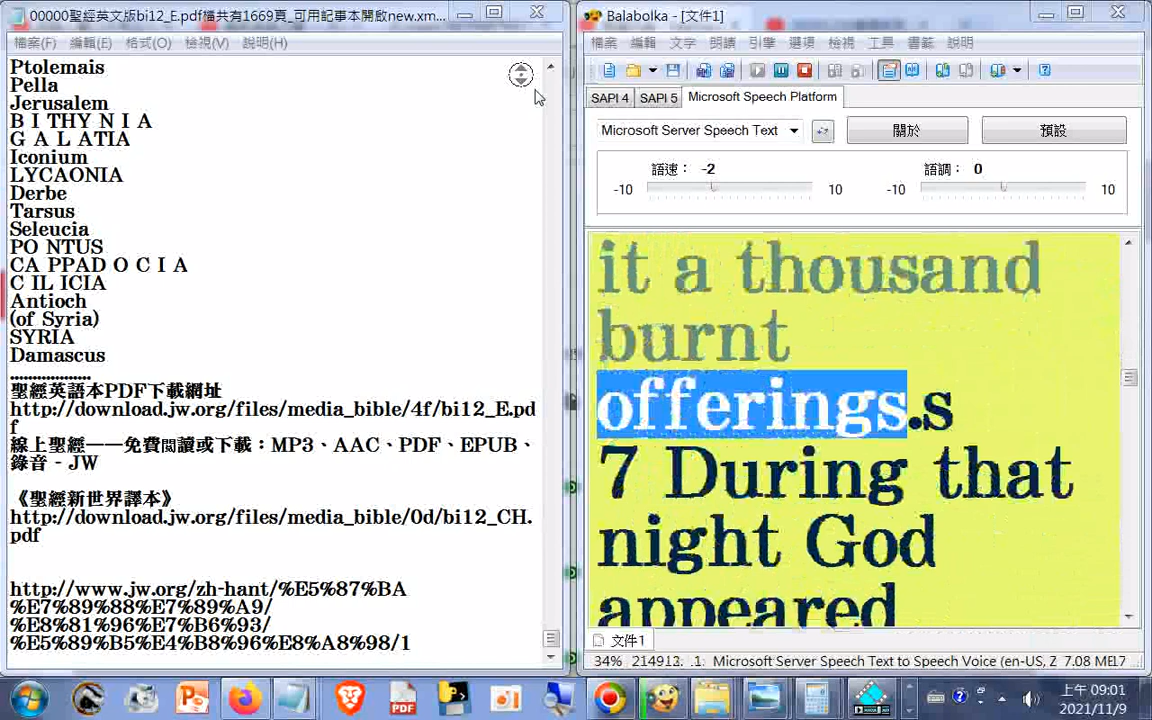 00000聖經英文版bi12_E.pdf檔共有1669頁_可用記事本開啟new.xm...
檔案(F) 編輯(E) 格式(O) 檢視(V) 說明(H)
Ptolemais
Pella
Jerusalem
B I THY N I A
G A L ATIA
Iconium
LYCAONIA
Derbe
Tarsus
Seleucia
PO NTUS
CA PPAD O C I A
C IL ICIA
Antioch
(of Syria)
SYRIA
Damascus
..................
聖經英語本PDF下載網址
http://download.jw.org/files/media_bible/4f/bi12_E.pd
f
線上聖經——免費閱讀或下載：MP3、AAC、PDF、EPUB、
錄音 - JW
《聖經新世界譯本》
http://download.jw.org/files/media_bible/0d/bi12_CH.
pdf
http://www.jw.org/zh-hant/%E5%87%BA
%E7%89%88%E7%89%A9/
%E8%81%96%E7%B6%93/
%E5%89%B5%E4%B8%96%E8%A8%98/1
Balabolka - [文件1]
檔案 編輯 文字 朗讀 引擎 選項 檢視 工具 書籤 說明
SAPI 4 SAPI 5 Microsoft Speech Platform
Microsoft Server Speech Text 關於 預設
語速： -2 語調： 0
-10 10 -10 10
it a thousand
burnt
offerings.s
7 During that
night God
appeared
文件1
34% 214912. .1. Microsoft Server Speech Text to Speech Voice (en-US, Z 7.08 ME17
PDF
上午 09:01
2021/11/9